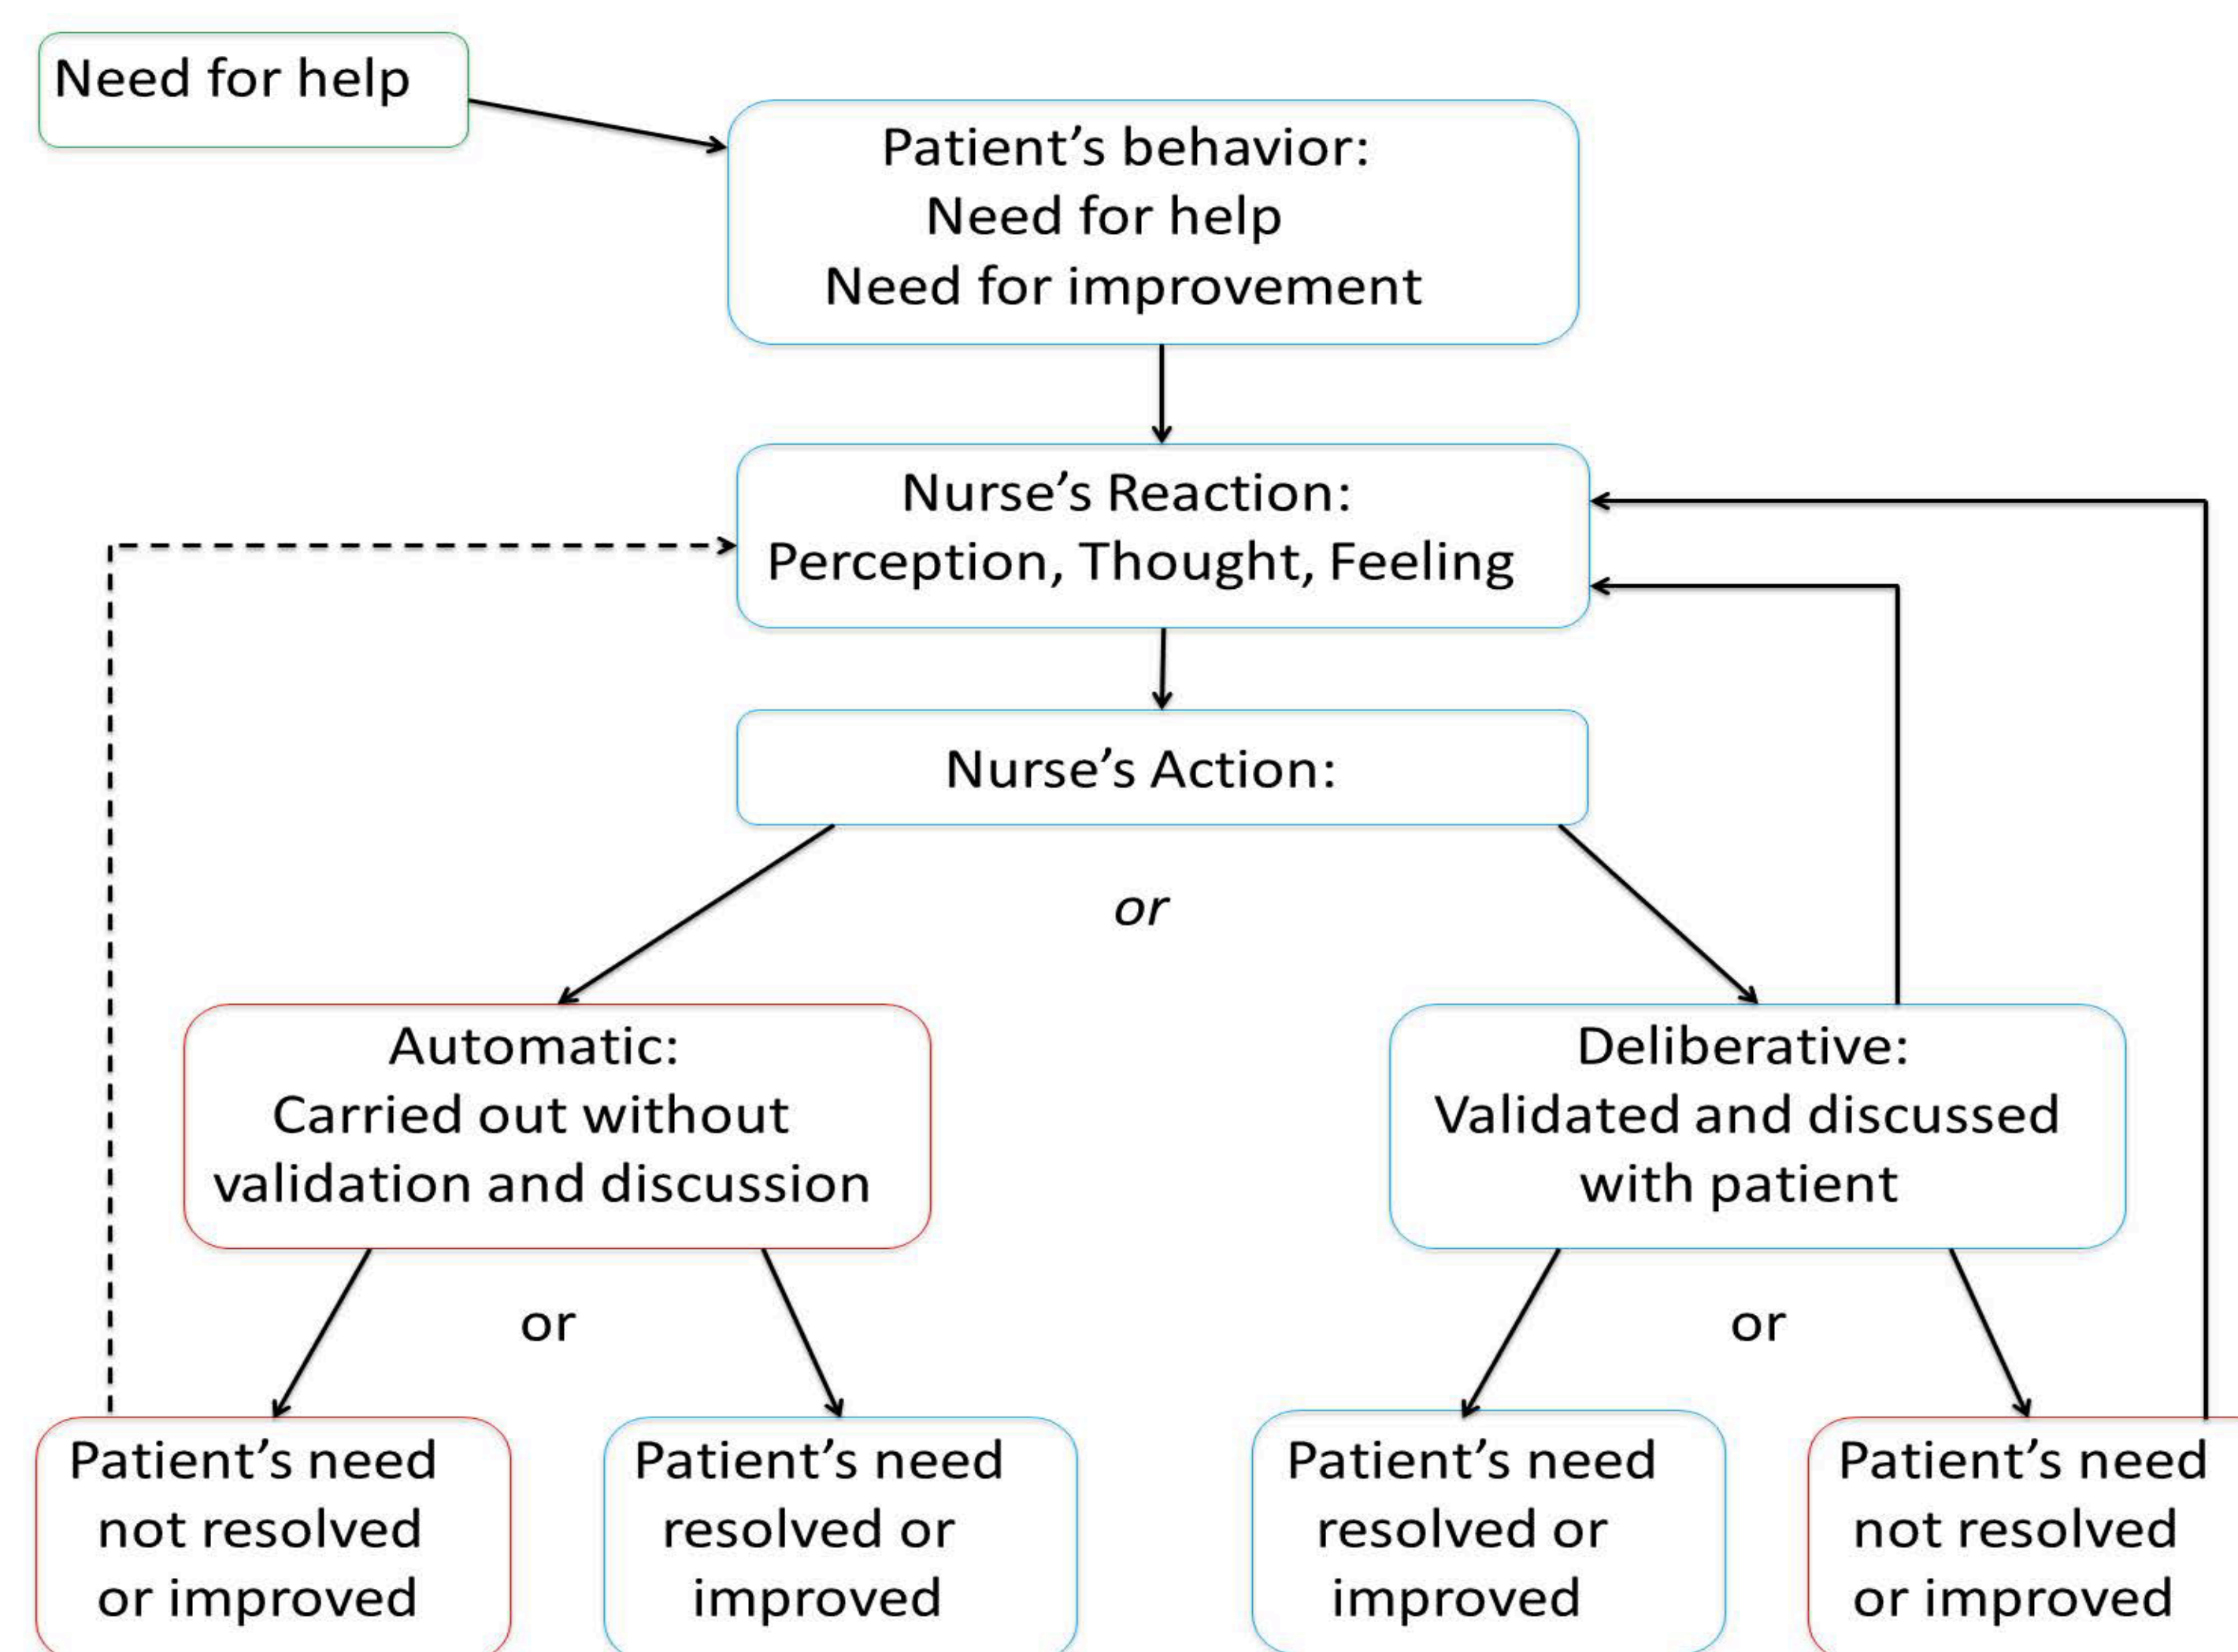 Need for help
Patient’s behavior:
Need for help
Need for improvement
Nurse’s Reaction:
Perception, Thought, Feeling
Nurse’s Action:
or
Automatic:
Carried out without
validation and discussion
Deliberative:
Validated and discussed
with patient
or
or
Patient’s need
not resolved
or improved
Patient’s need
resolved or
improved
Patient’s need
resolved or
improved
Patient’s need
not resolved
or improved